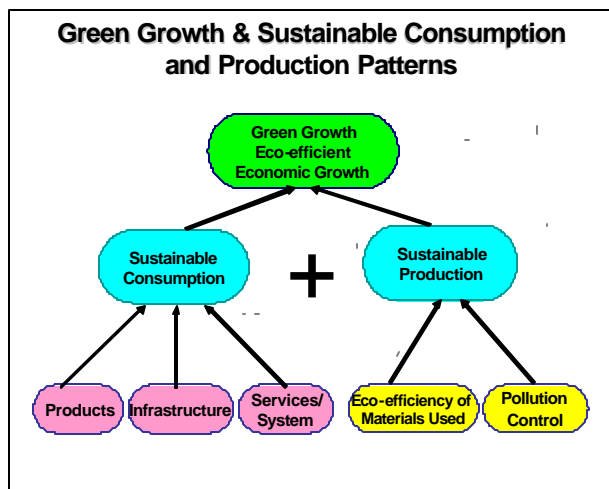 Green Growth & Sustainable Consumption
and Production Patterns
Green Growth
Eco-efficient
Economic Growth
Sustainable
Consumption
+
Sustainable
Production
Products
Infrastructure
Services/
System
Eco-efficiency of
Materials Used
Pollution
Control